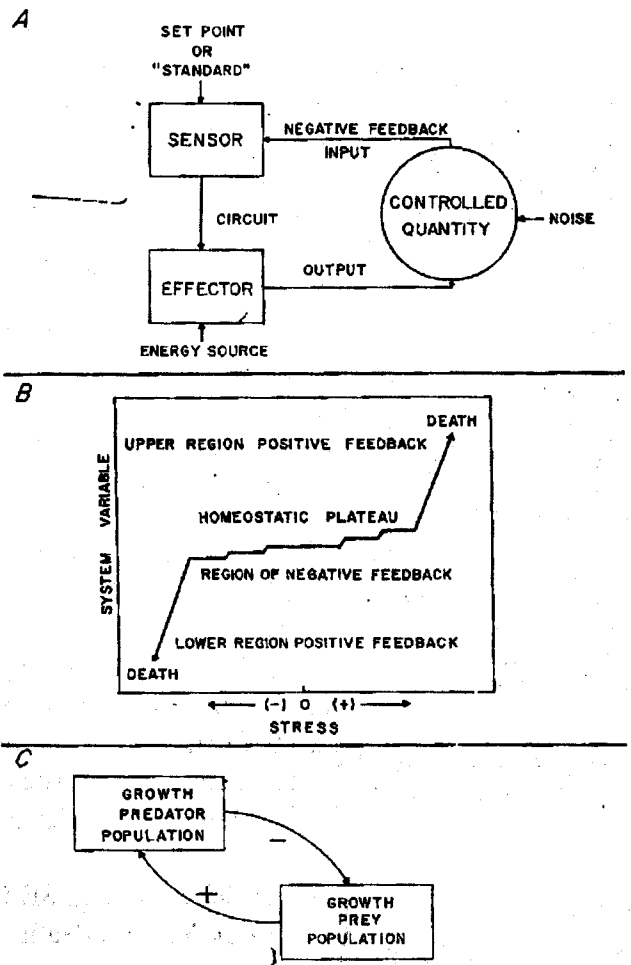 A
SET POINT
OR
"STANDARD"
SENSOR
NEGATIVE FEEDBACK
INPUT
CONTROLLED
QUANTITY
NOISE
CIRCUIT
OUTPUT
EFFECTOR
ENERGY SOURCE
B
DEATH
UPPER REGION POSITIVE FEEDBACK
SYSTEM VARIABLE
HOMEOSTATIC PLATEAU
REGION OF NEGATIVE FEEDBACK
LOWER REGION POSITIVE FEEDBACK
DEATH
(-) 0 (+)
STRESS
C
GROWTH
PREDATOR
POPULATION
-
+
GROWTH
PREY
POPULATION